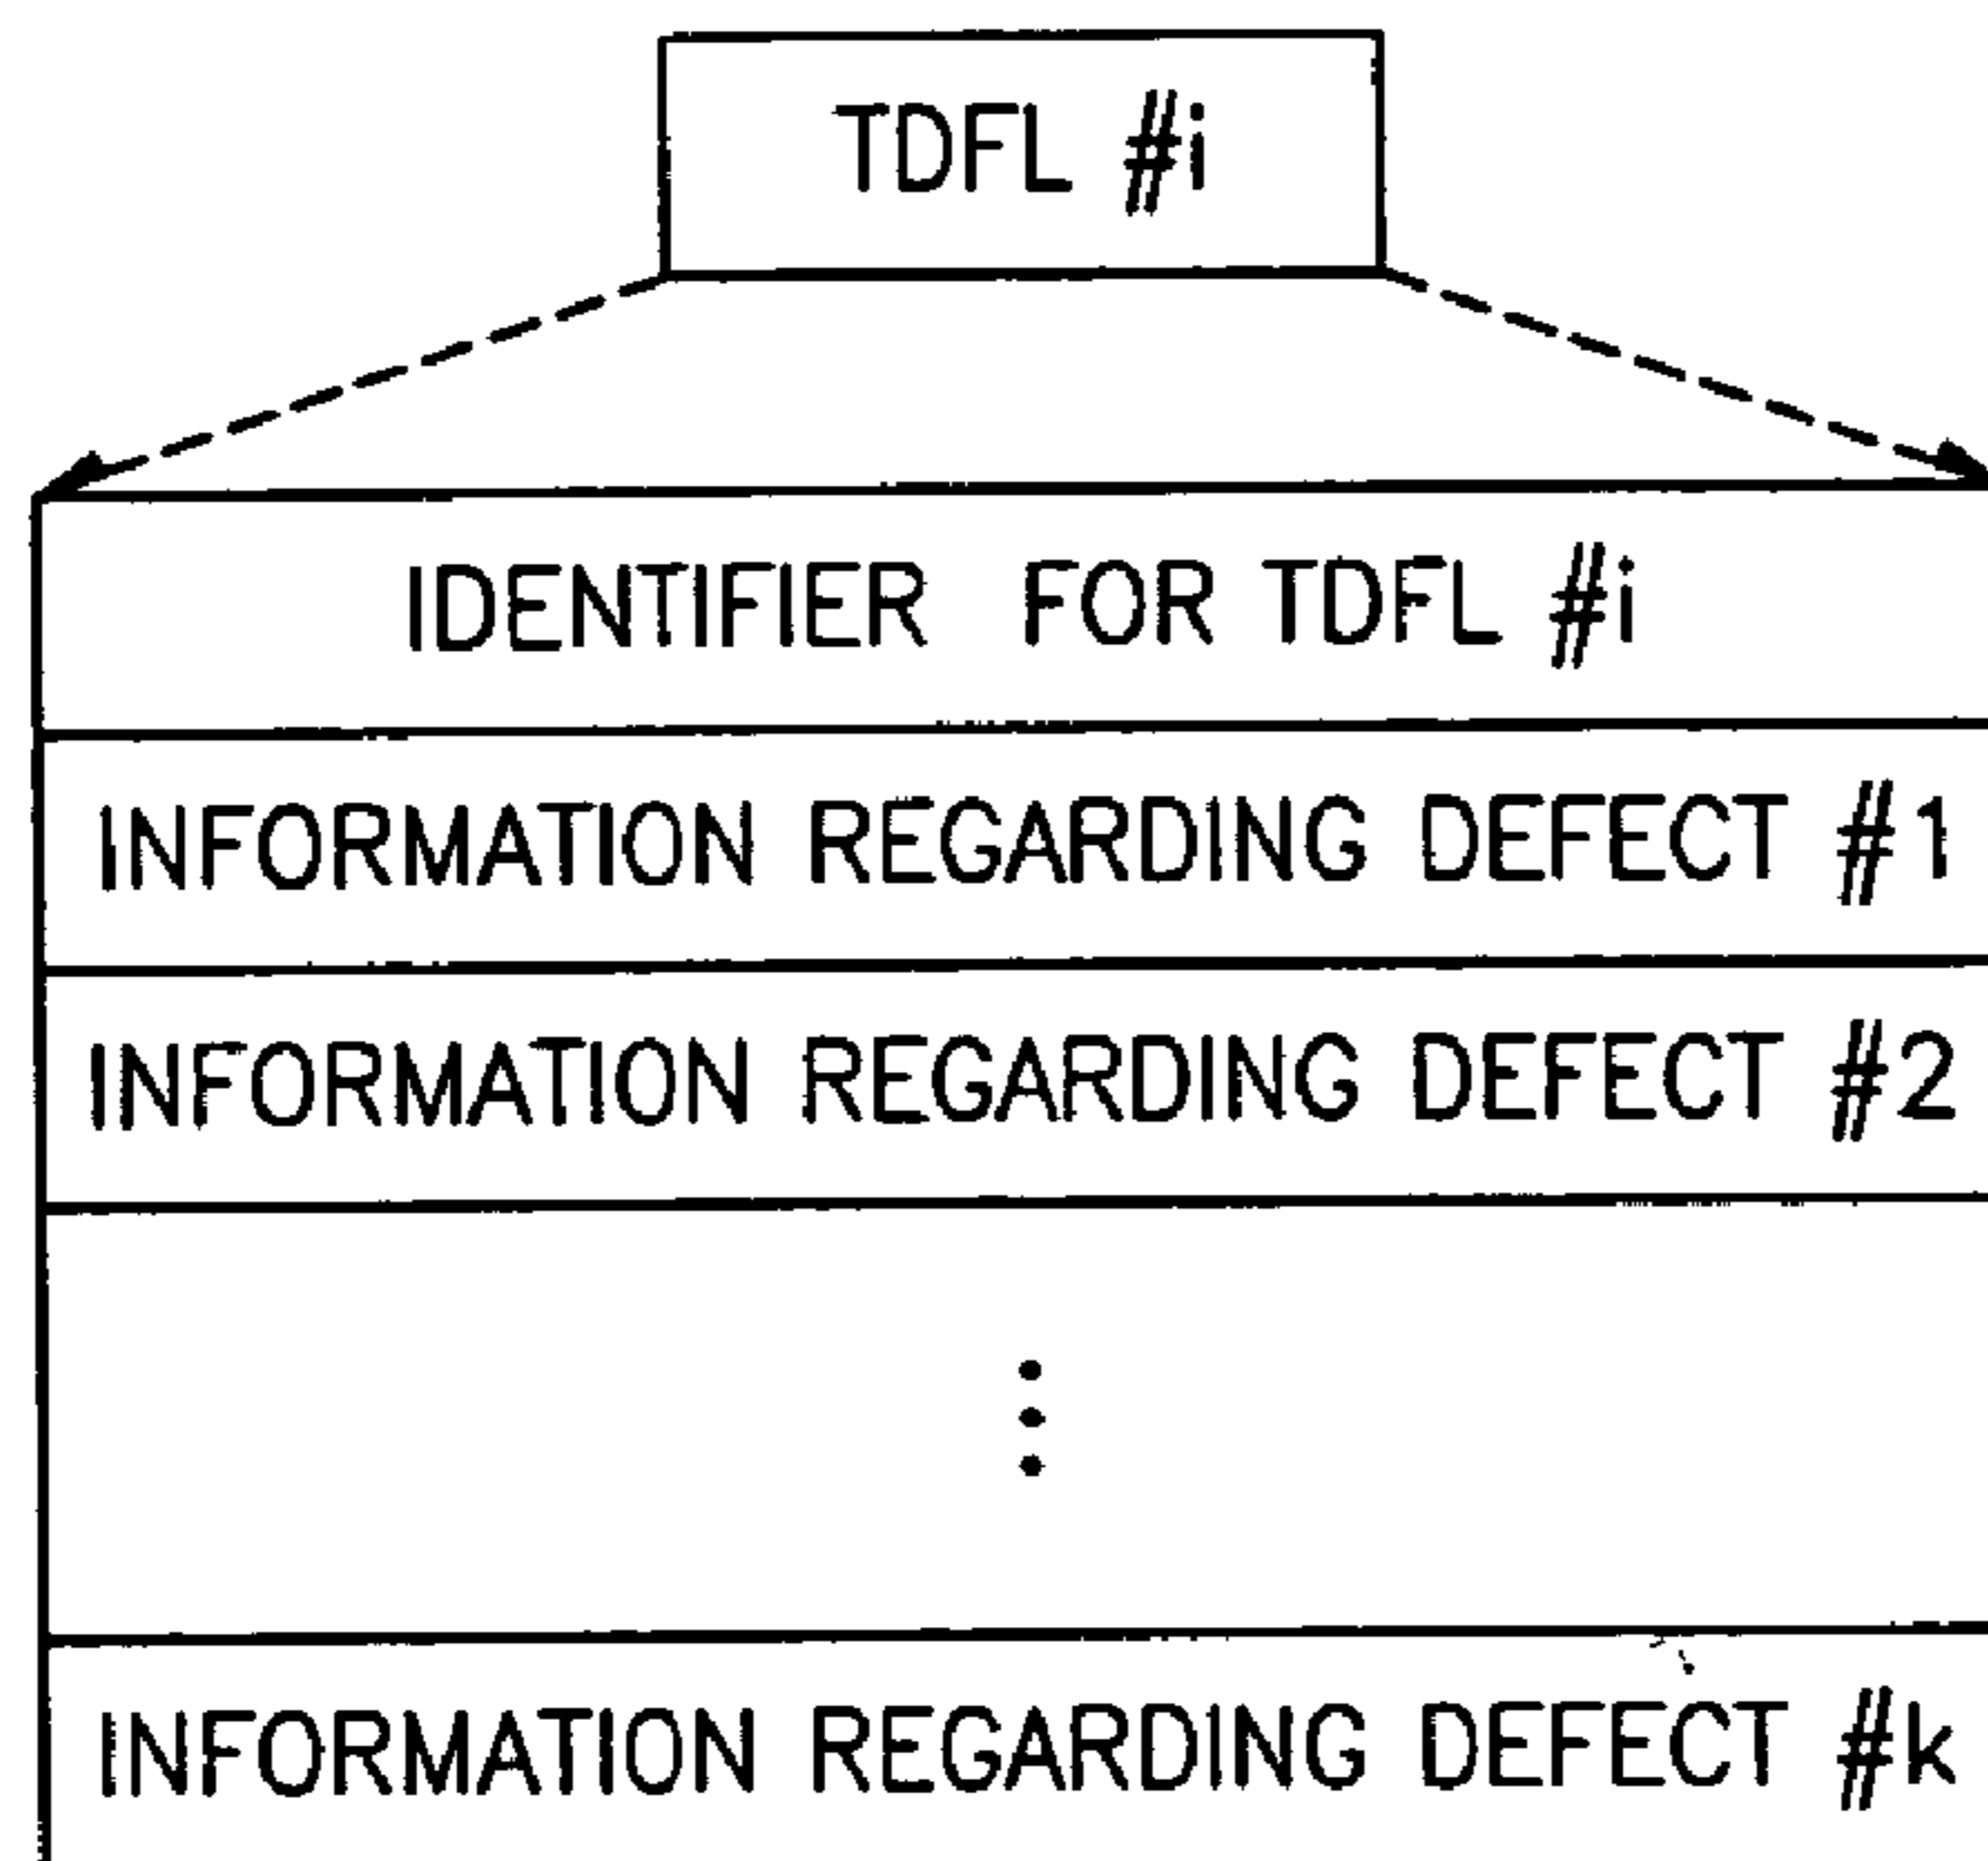 TDFL #i
IDENTIFIER FOR TDFL #i
INFORMATION REGARDING DEFECT #1
INFORMATION REGARDING DEFECT #2
INFORMATION REGARDING DEFECT #k